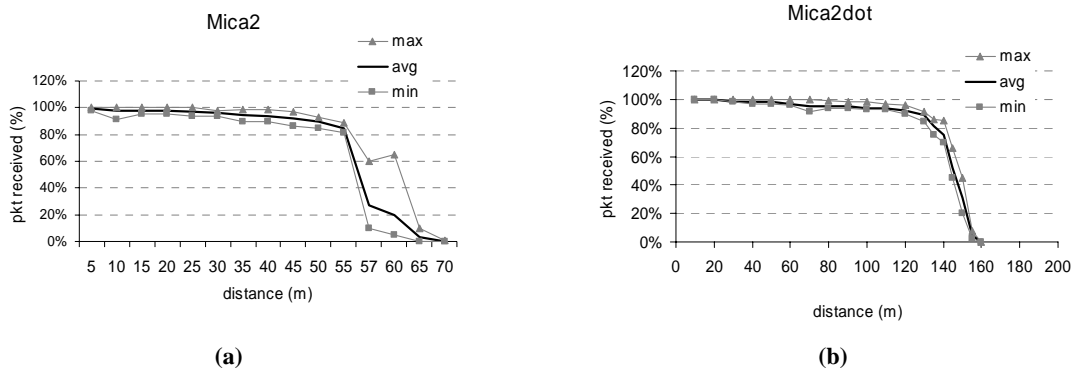 Mica2
max
avg
min
120%
100%
80%
60%
40%
20%
0%
pkt received (%)
5 10 15 20 25 30 35 40 45 50 55 57 60 65 70
distance (m)
(a)
Mica2dot
max
avg
min
120%
100%
80%
60%
40%
20%
0%
pkt received (%)
0 20 40 60 80 100 120 140 160 180 200
distance (m)
(b)